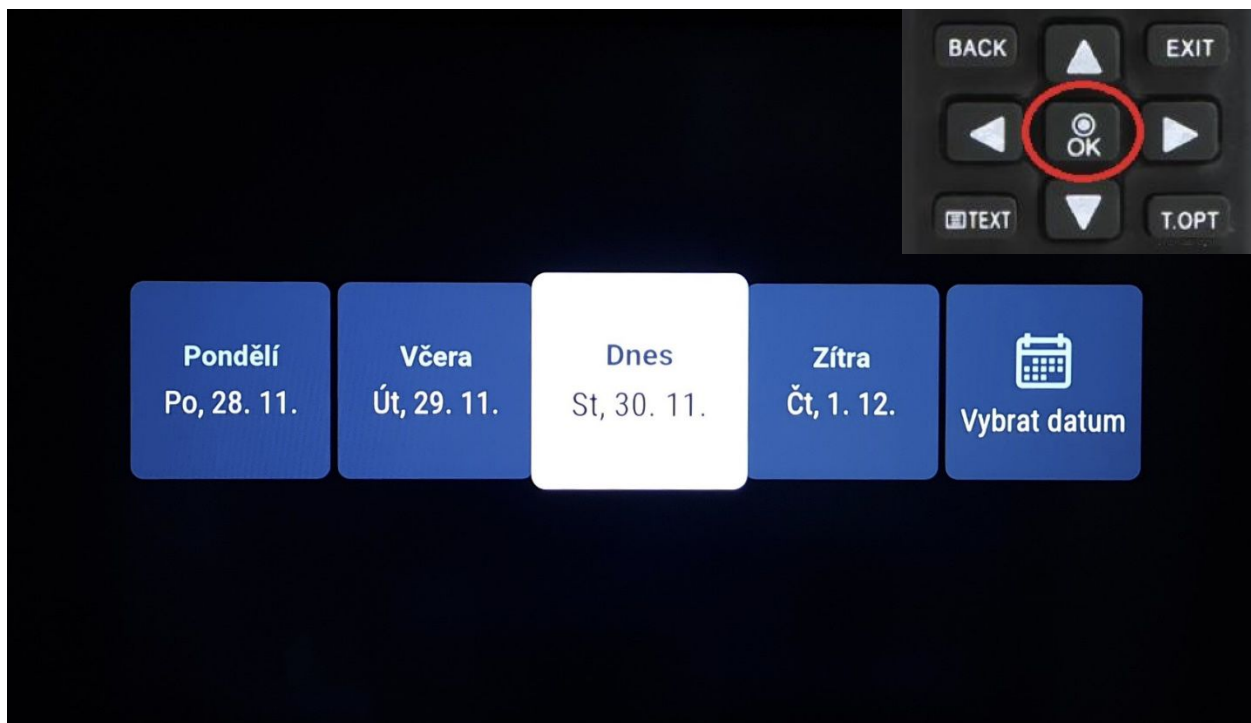 BACK
EXIT
OK
TEXT
T.OPT
Pondělí
Po, 28. 11.
Včera
Út, 29. 11.
Dnes
St, 30. 11.
Zítra
Čt, 1. 12.
Vybrat datum